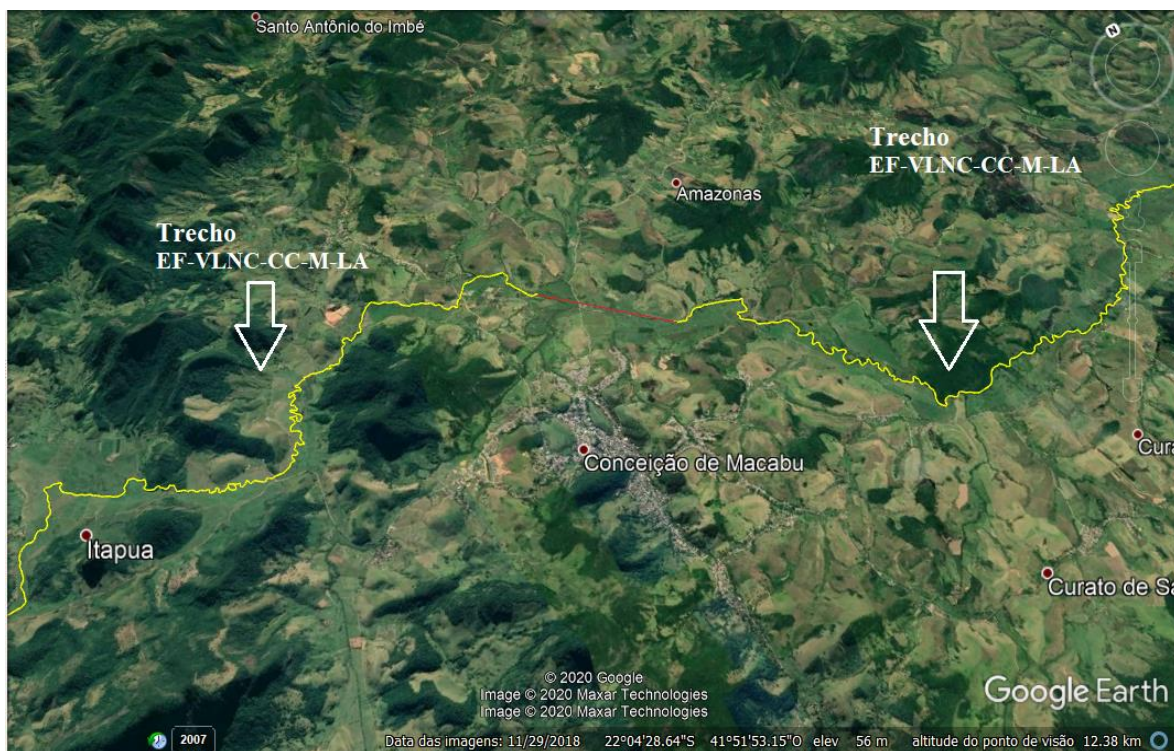 Santo Antônio do Imbé
N
Trecho
EF-VLNC-CC-M-LA
Amazonas
Trecho
EF-VLNC-CC-M-LA
Conceição de Macabu
Cura
Itapua
Curato de Sa
© 2020 Google
Image © 2020 Maxar Technologies
Image © 2020 Maxar Technologies
Google Earth
2007
Data das imagens: 11/29/2018 22°04'28.64"S 41°51'53.15"O elev 56 m altitude do ponto de visão 12.38 km